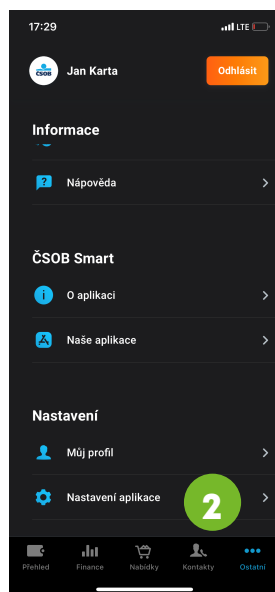 17:29
LTE
ČSOB
Jan Karta
Odhlásit
Informace
?
Nápověda
ČSOB Smart
i
O aplikaci
Naše aplikace
Nastavení
Můj profil
Nastavení aplikace
2
Přehled
Finance
Nabídky
Kontakty
Ostatní